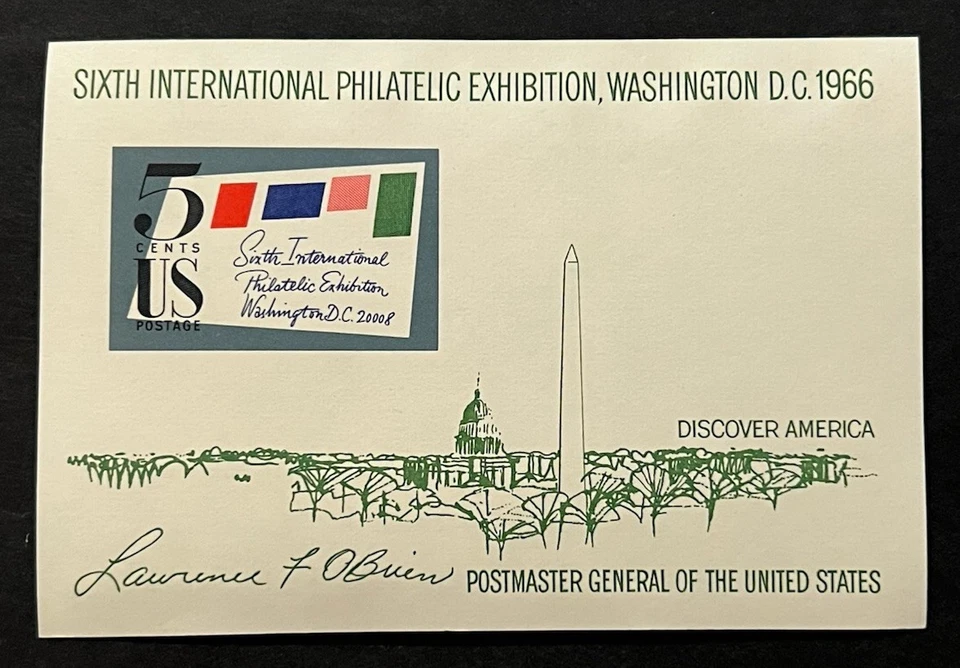 SIXTH INTERNATIONAL PHILATELIC EXHIBITION, WASHINGTON D.C. 1966
5
CENTS
US
POSTAGE
Sixth International
Philatelic Exhibition
Washington D.C. 20008
DISCOVER AMERICA
Lawrence F OBrien
POSTMASTER GENERAL OF THE UNITED STATES